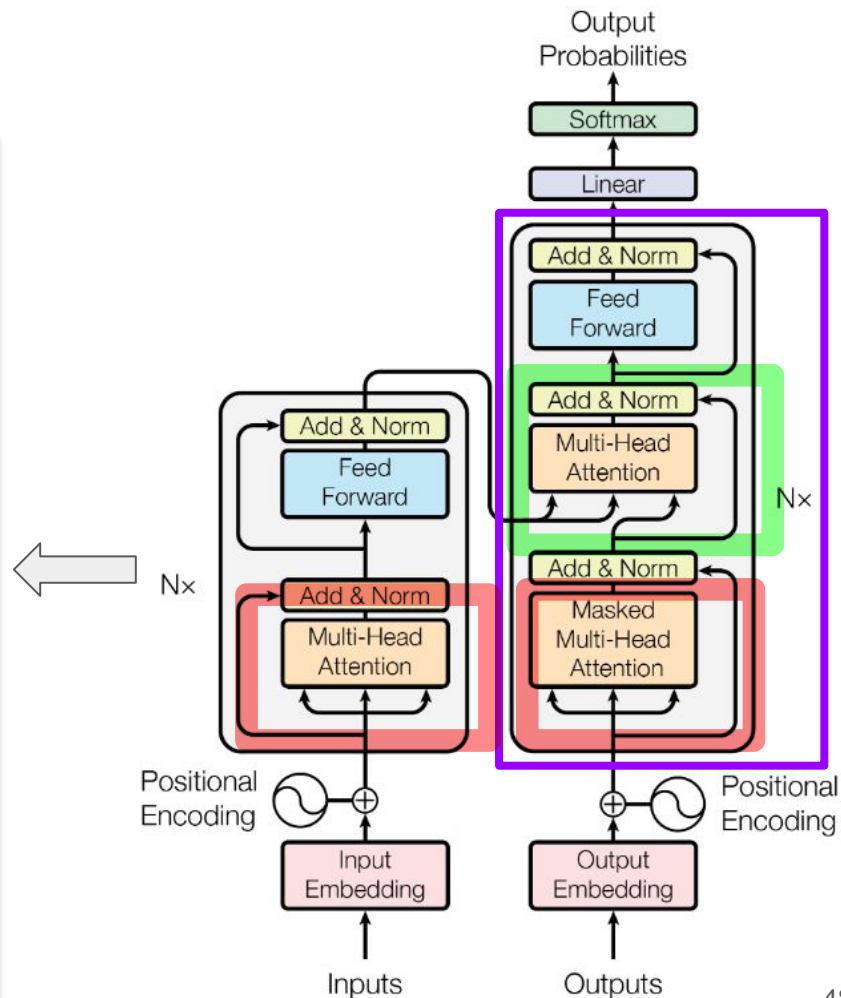 Output
Probabilities
Softmax
Linear
Add & Norm
Feed
Forward
Add & Norm
Multi-Head
Attention
Nx
Add & Norm
Masked
Multi-Head
Attention
Add & Norm
Feed
Forward
Nx
Add & Norm
Multi-Head
Attention
Positional
Encoding
Positional
Encoding
Input
Embedding
Output
Embedding
Inputs
Outputs